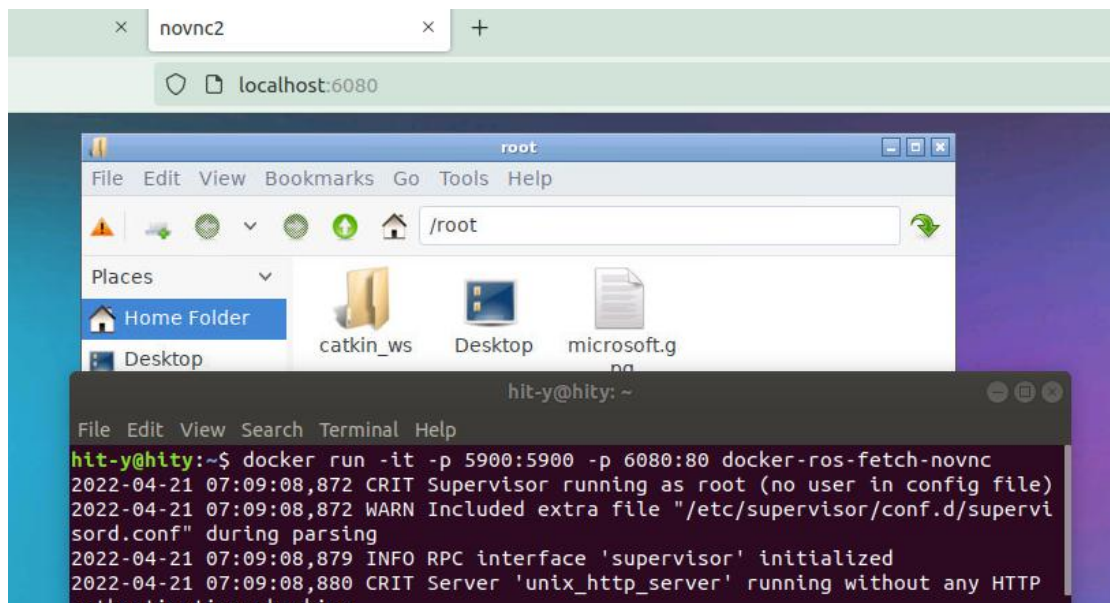 novnc2
localhost:6080
root
File Edit View Bookmarks Go Tools Help
/root
Places
Home Folder
Desktop
catkin_ws
Desktop
microsoft.g
hit-y@hity: ~
File Edit View Search Terminal Help
hit-y@hity:~$ docker run -it -p 5900:5900 -p 6080:80 docker-ros-fetch-novnc
2022-04-21 07:09:08,872 CRIT Supervisor running as root (no user in config file)
2022-04-21 07:09:08,872 WARN Included extra file "/etc/supervisor/conf.d/supervi
sord.conf" during parsing
2022-04-21 07:09:08,879 INFO RPC interface 'supervisor' initialized
2022-04-21 07:09:08,880 CRIT Server 'unix_http_server' running without any HTTP